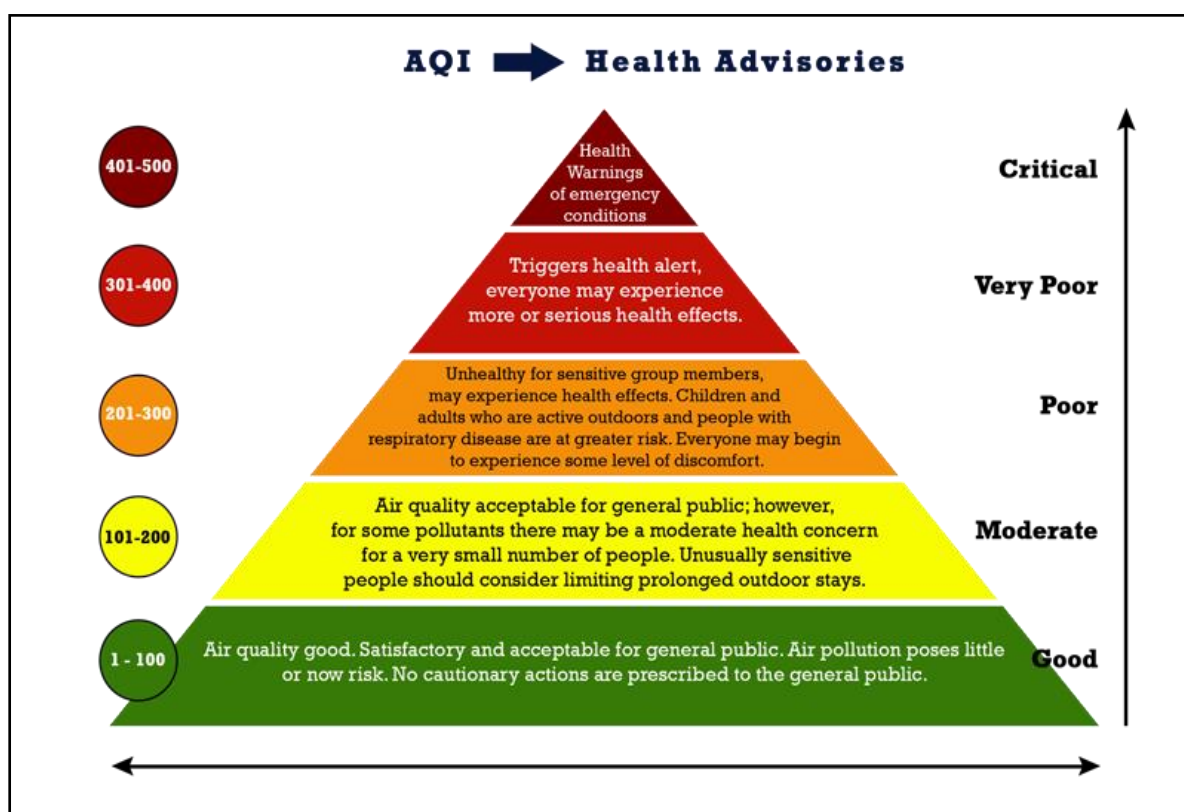 AQI Health Advisories
401-500
Health
Warnings
of emergency
conditions
Critical
301-400
Triggers health alert,
everyone may experience
more or serious health effects.
Very Poor
201-300
Unhealthy for sensitive group members,
may experience health effects. Children and
adults who are active outdoors and people with
respiratory disease are at greater risk. Everyone may begin
to experience some level of discomfort.
Poor
101-200
Air quality acceptable for general public; however,
for some pollutants there may be a moderate health concern
for a very small number of people. Unusually sensitive
people should consider limiting prolonged outdoor stays.
Moderate
1 - 100
Air quality good. Satisfactory and acceptable for general public. Air pollution poses little
or now risk. No cautionary actions are prescribed to the general public.
Good